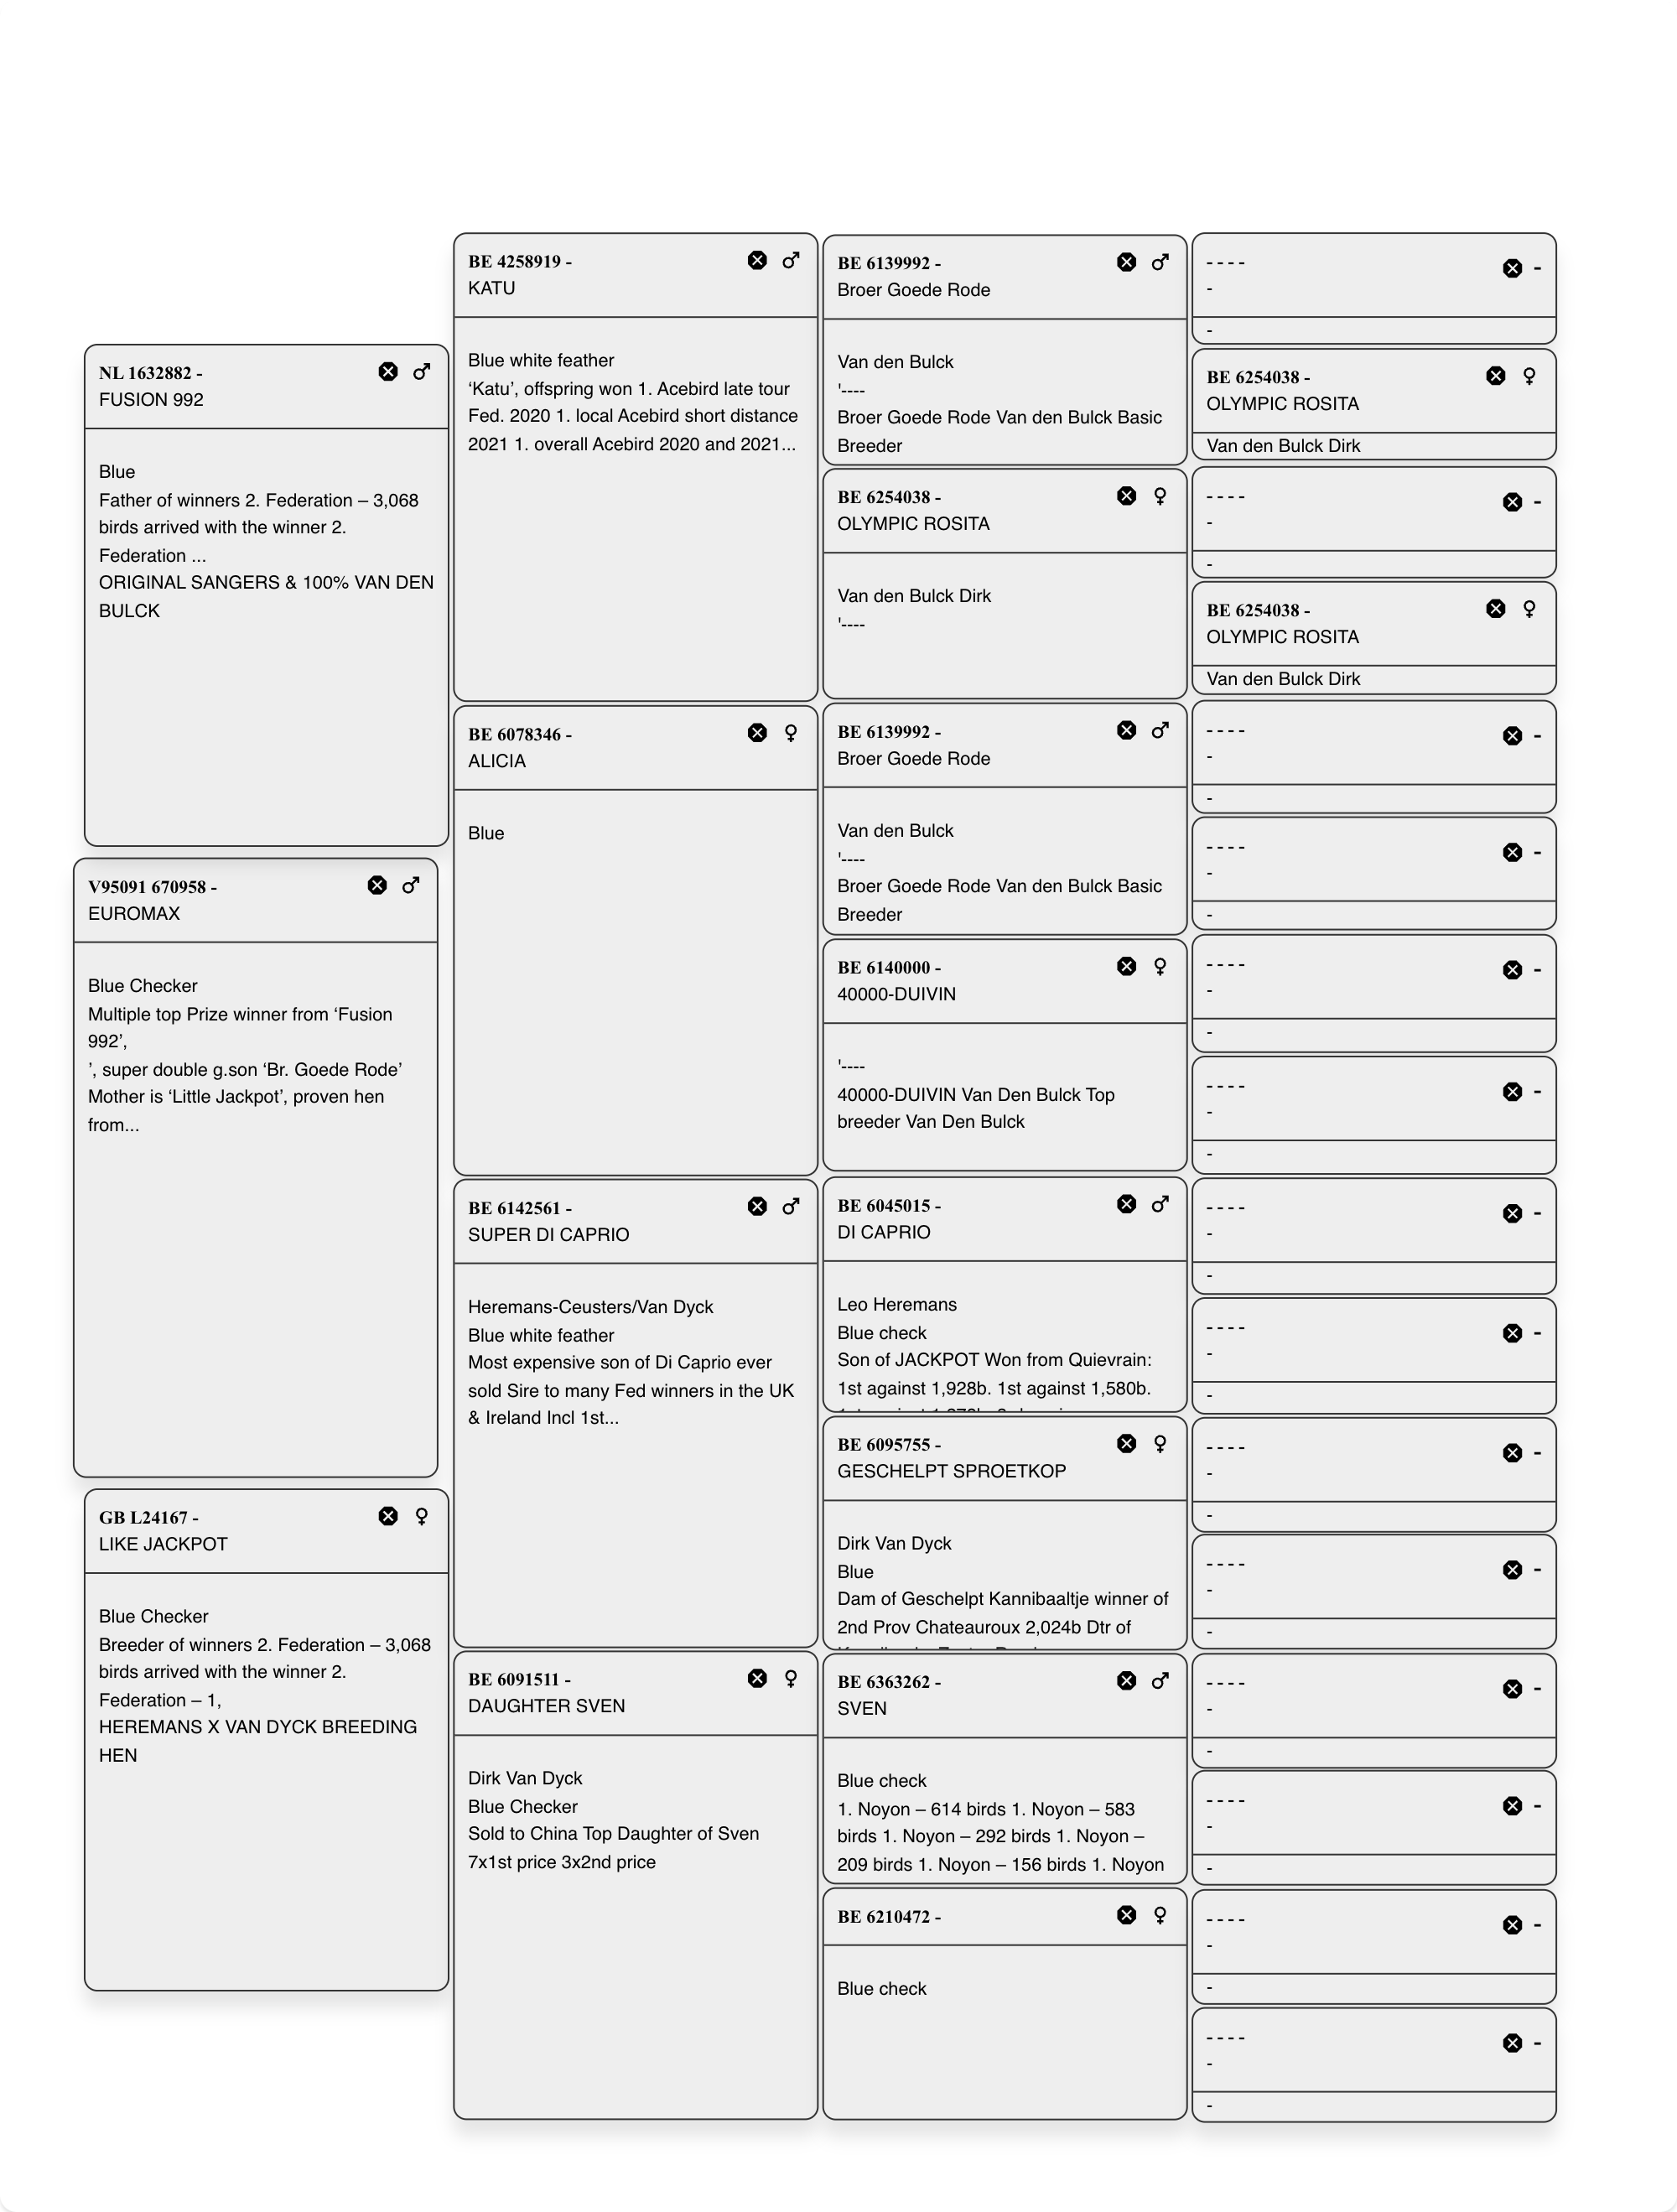 NL 1632882 -
FUSION 992
Blue
Father of winners 2. Federation – 3,068
birds arrived with the winner 2.
Federation ...
ORIGINAL SANGERS & 100% VAN DEN
BULCK
V95091 670958 -
EUROMAX
Blue Checker
Multiple top Prize winner from ‘Fusion
992’,
’, super double g.son ‘Br. Goede Rode’
Mother is ‘Little Jackpot’, proven hen
from...
GB L24167 -
LIKE JACKPOT
Blue Checker
Breeder of winners 2. Federation – 3,068
birds arrived with the winner 2.
Federation – 1,
HEREMANS X VAN DYCK BREEDING
HEN
BE 4258919 -
KATU
Blue white feather
‘Katu’, offspring won 1. Acebird late tour
Fed. 2020 1. local Acebird short distance
2021 1. overall Acebird 2020 and 2021...
BE 6078346 -
ALICIA
Blue
BE 6142561 -
SUPER DI CAPRIO
Heremans-Ceusters/Van Dyck
Blue white feather
Most expensive son of Di Caprio ever
sold Sire to many Fed winners in the UK
& Ireland Incl 1st...
BE 6091511 -
DAUGHTER SVEN
Dirk Van Dyck
Blue Checker
Sold to China Top Daughter of Sven
7x1st price 3x2nd price
BE 6139992 -
Broer Goede Rode
Van den Bulck
'----
Broer Goede Rode Van den Bulck Basic
Breeder
BE 6254038 -
OLYMPIC ROSITA
Van den Bulck Dirk
'----
BE 6139992 -
Broer Goede Rode
Van den Bulck
'----
Broer Goede Rode Van den Bulck Basic
Breeder
BE 6140000 -
40000-DUIVIN
'----
40000-DUIVIN Van Den Bulck Top
breeder Van Den Bulck
BE 6045015 -
DI CAPRIO
Leo Heremans
Blue check
Son of JACKPOT Won from Quievrain:
1st against 1,928b. 1st against 1,580b.
BE 6095755 -
GESCHELPT SPROETKOP
Dirk Van Dyck
Blue
Dam of Geschelpt Kannibaaltje winner of
2nd Prov Chateauroux 2,024b Dtr of
BE 6363262 -
SVEN
Blue check
1. Noyon – 614 birds 1. Noyon – 583
birds 1. Noyon – 292 birds 1. Noyon –
209 birds 1. Noyon – 156 birds 1. Noyon
BE 6210472 -
Blue check
- - - -
-
-
-
BE 6254038 -
OLYMPIC ROSITA
Van den Bulck Dirk
- - - -
-
-
-
BE 6254038 -
OLYMPIC ROSITA
Van den Bulck Dirk
- - - -
-
-
-
- - - -
-
-
-
- - - -
-
-
-
- - - -
-
-
-
- - - -
-
-
-
- - - -
-
-
-
- - - -
-
-
-
- - - -
-
-
-
- - - -
-
-
-
- - - -
-
-
-
- - - -
-
-
-
- - - -
-
-
-